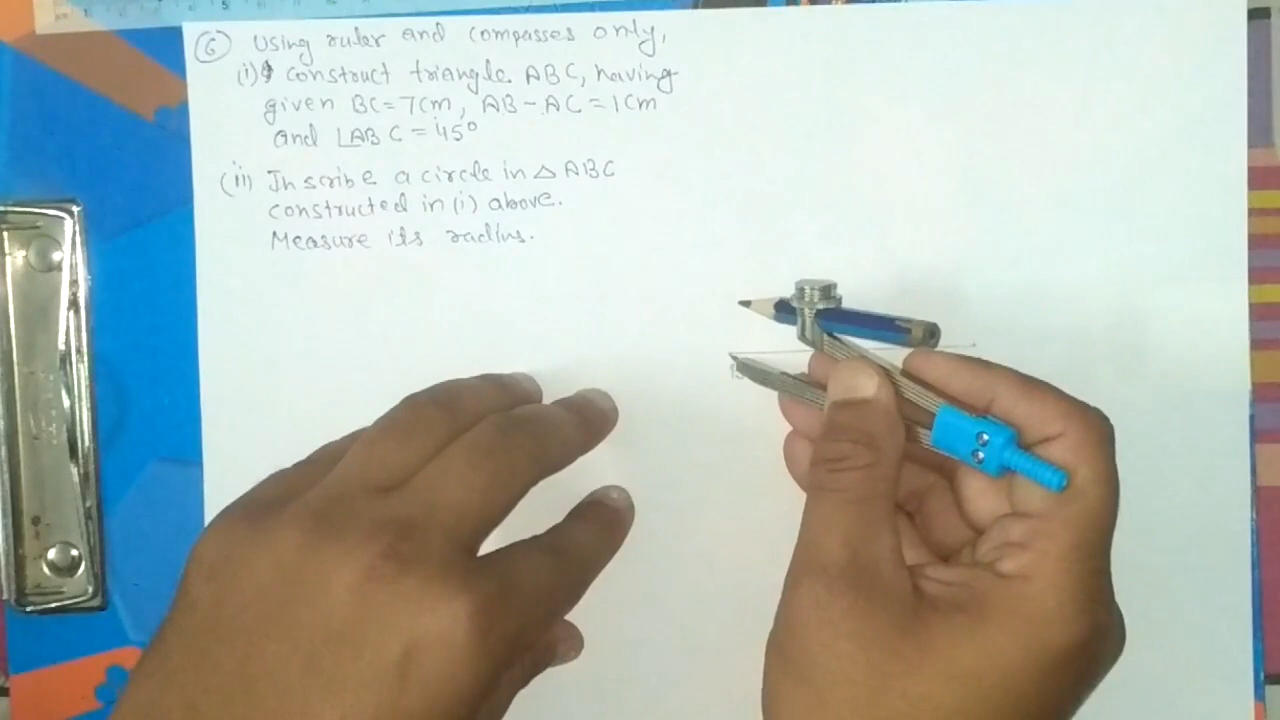 6 Using ruler and compasses only,
(i) construct triangle ABC, having
given BC = 7cm, AB - AC = 1cm
and ∟ABC = 45°
(ii) Inscribe a circle in △ ABC
constructed in (i) above.
Measure its radius.